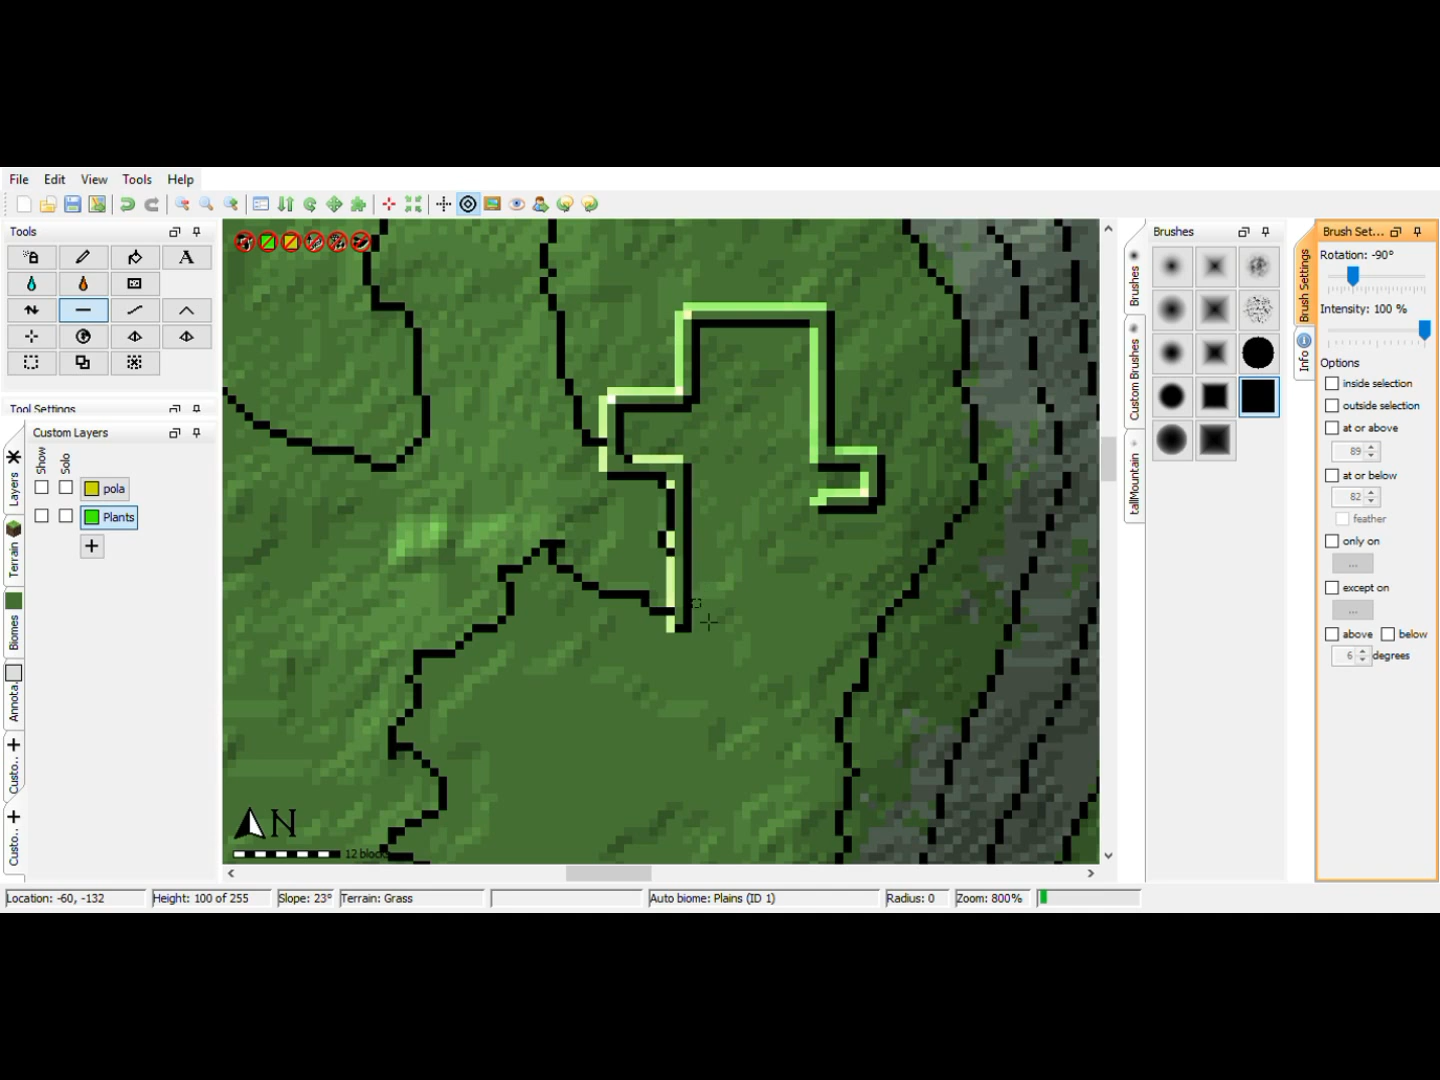 File Edit View Tools Help
Tools
A
Tool Settings
Custom Layers
Show
Solo
pola
Plants
Layers
Terrain
Biomes
Annota.
Custo..
Custo..
N
12 blocks
Brushes
Custom Brushes
tallMountain
Brushes
Brush Settings
Info
Brush Set...
Rotation: -90°
Intensity: 100 %
Options
inside selection
outside selection
at or above
89
at or below
82
feather
only on
...
except on
...
above below
6 degrees
Location: -60, -132 Height: 100 of 255 Slope: 23° Terrain: Grass Auto biome: Plains (ID 1) Radius: 0 Zoom: 800%